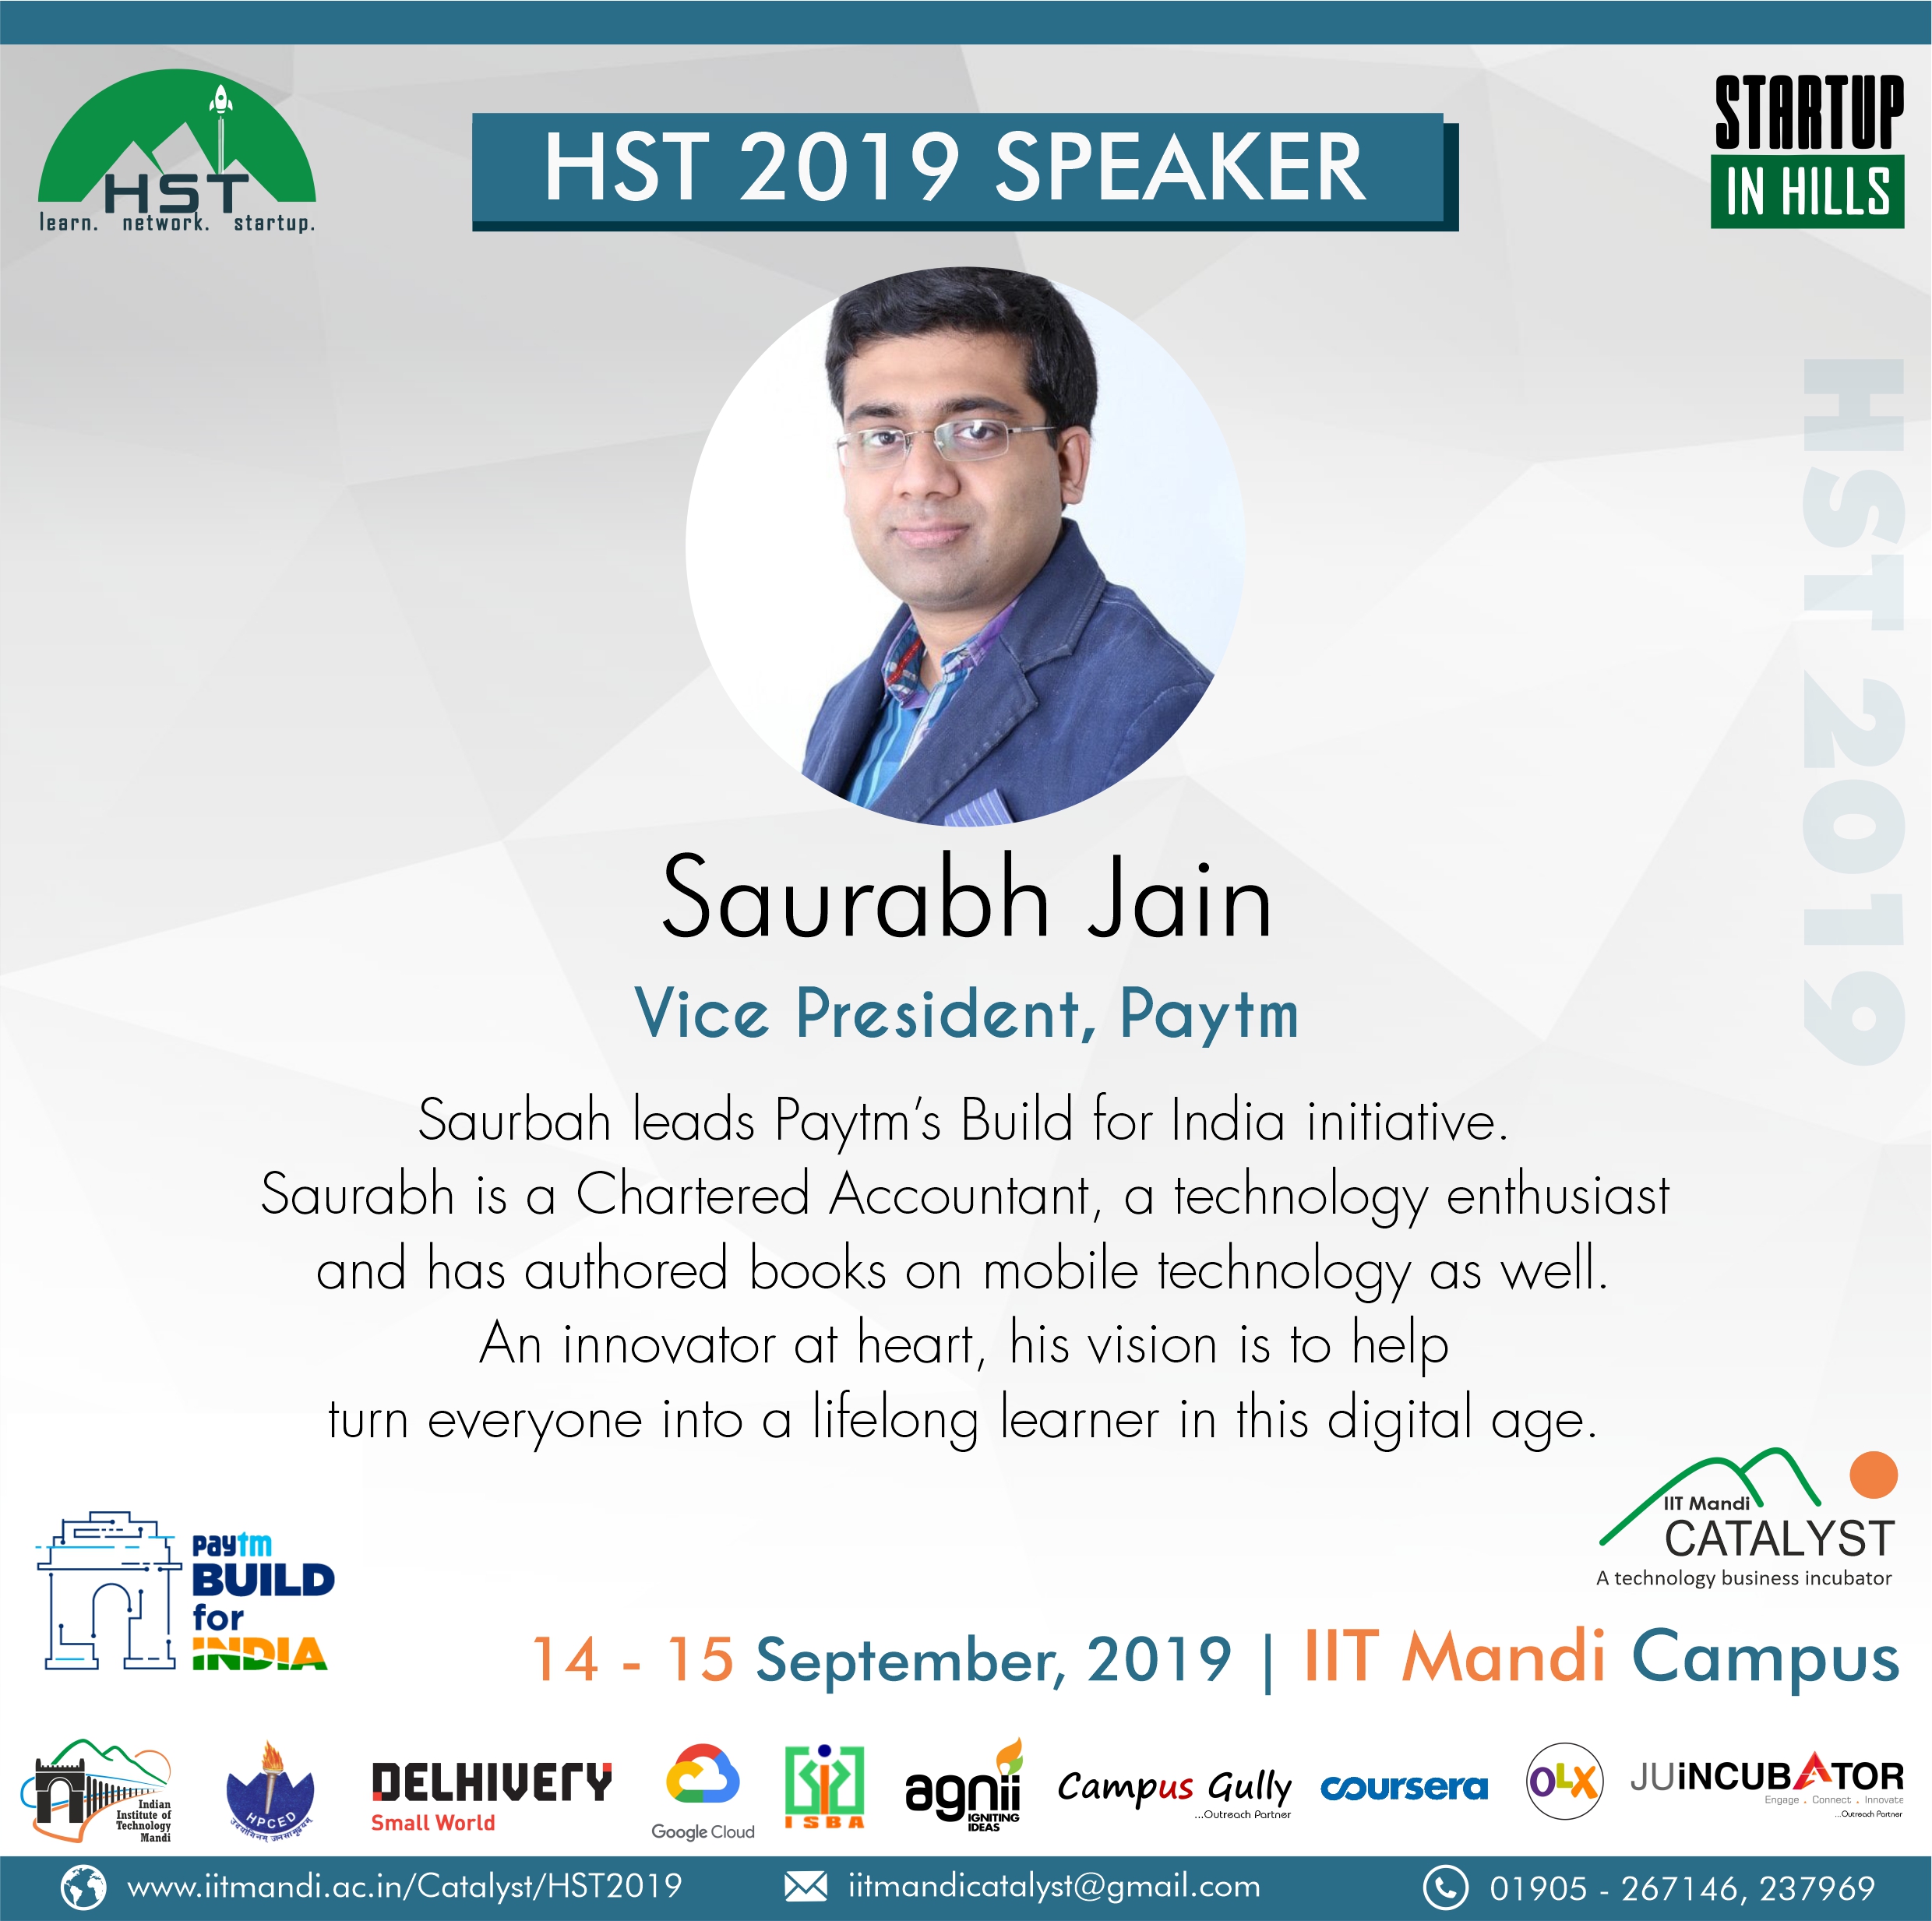 HST
learn. network. startup.
HST 2019 SPEAKER
STARTUP
IN HILLS
HST 2019
Saurabh Jain
Vice President, Paytm
Saurbah leads Paytm’s Build for India initiative.
Saurabh is a Chartered Accountant, a technology enthusiast
and has authored books on mobile technology as well.
An innovator at heart, his vision is to help
turn everyone into a lifelong learner in this digital age.
paytm
BUILD
for
INDIA
IIT Mandi
CATALYST
A technology business incubator
14 - 15 September, 2019 | IIT Mandi Campus
Indian
Institute of
Technology
Mandi
HPCED
DELHIVERY
Small World
Google Cloud
ISBA
agnii
IGNITING
IDEAS
Campus Gully
...Outreach Partner
coursera
OLX
JUiNCUBATOR
Engage . Connect . Innovate
...Outreach Partner
www.iitmandi.ac.in/Catalyst/HST2019
iitmandicatalyst@gmail.com
01905 - 267146, 237969